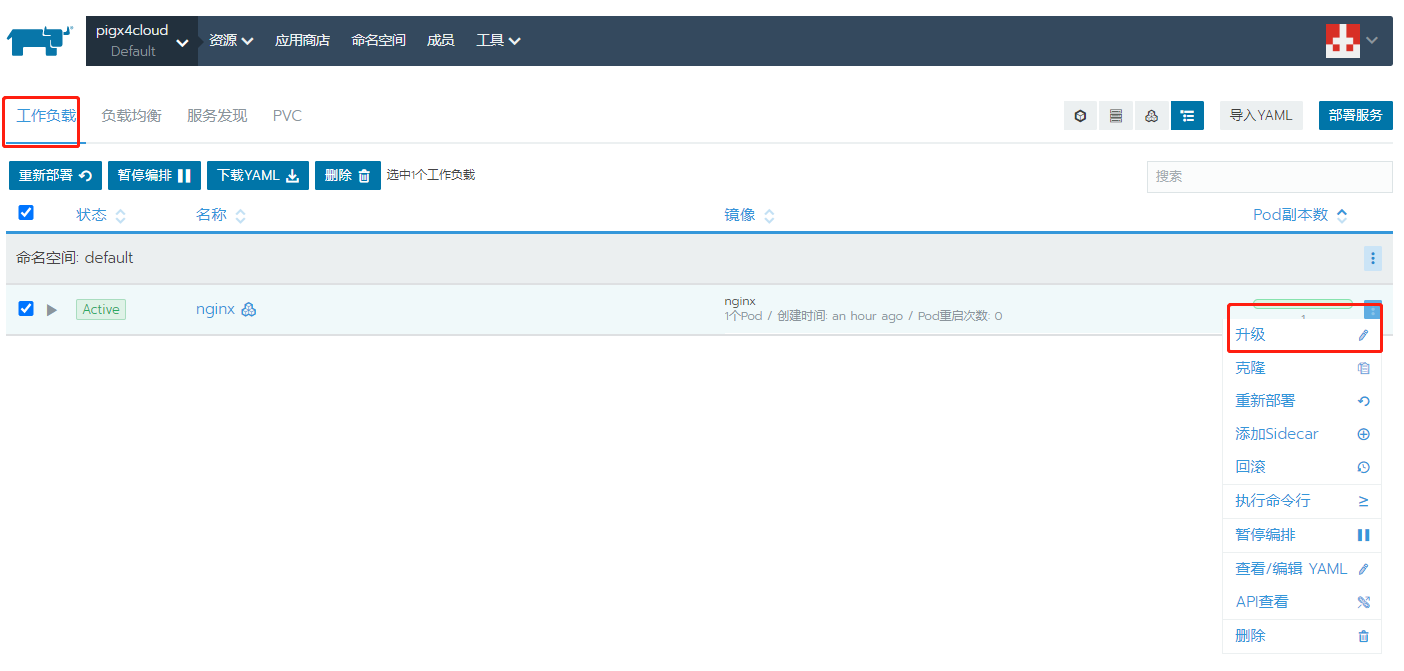 pigx4cloud
Default
资源
应用商店
命名空间
成员
工具
工作负载
负载均衡
服务发现
PVC
导入YAML
部署服务
重新部署
暂停编排
下载YAML
删除
选中1个工作负载
搜索
状态
名称
镜像
Pod副本数
命名空间: default
Active
nginx
nginx
1个Pod / 创建时间: an hour ago / Pod重启次数: 0
1
升级
克隆
重新部署
添加Sidecar
回滚
执行命令行
暂停编排
查看/编辑 YAML
API查看
删除